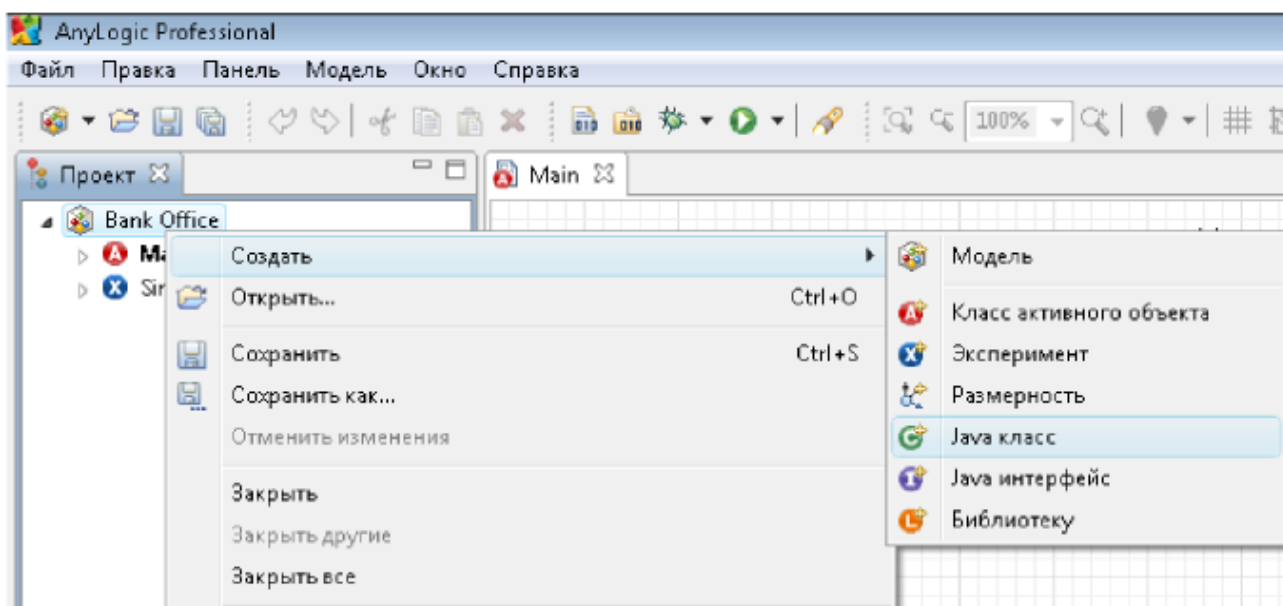 AnyLogic Professional
Файл Правка Панель Модель Окно Справка
100%
Проект
Main
Bank Office
Ma
Sir
Создать
Открыть... Ctrl+O
Сохранить Ctrl+S
Сохранить как...
Отменить изменения
Закрыть
Закрыть другие
Закрыть все
Модель
Класс активного объекта
Эксперимент
Размерность
Java класс
Java интерфейс
Библиотеку